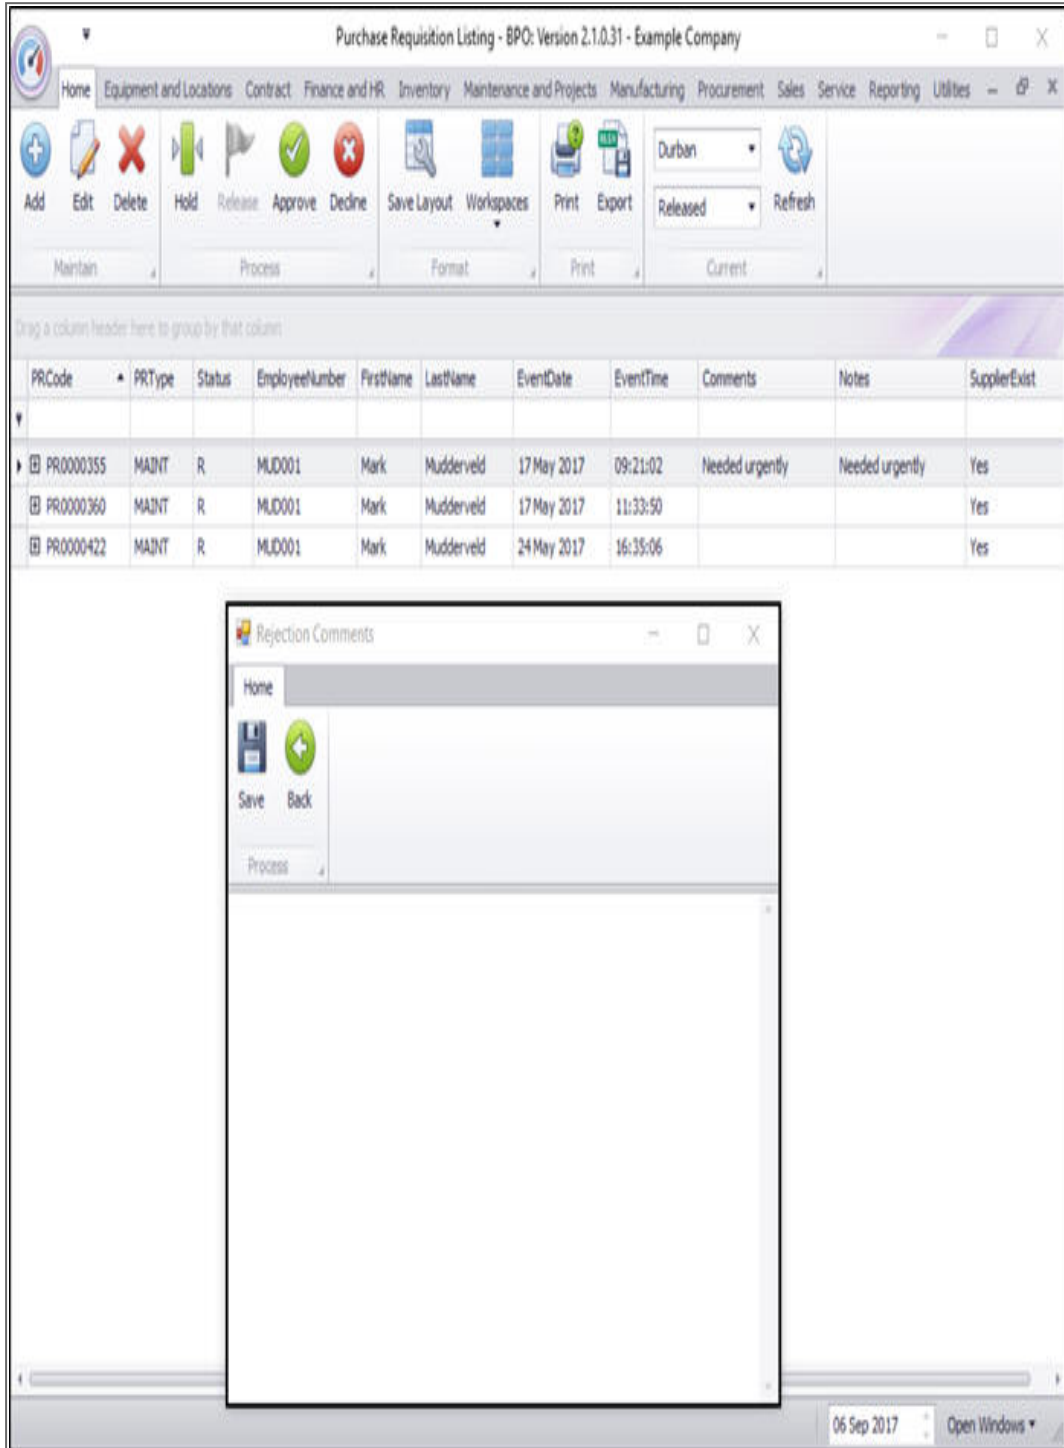 Purchase Requisition Listing - BPO: Version 2.1.0.31 - Example Company
Home Equipment and Locations Contract Finance and HR Inventory Maintenance and Projects Manufacturing Procurement Sales Service Reporting Utilities
Add Edit Delete Hold Release Approve Decline Save Layout Workspaces Print Export Durban Released Refresh
Maintain Process Format Print Current
Drag a column header here to group by that column
PRCode PRType Status EmployeeNumber FirstName LastName EventDate EventTime Comments Notes SupplierExist
PR0000355 MAINT R MUD001 Mark Mudderveld 17 May 2017 09:21:02 Needed urgently Needed urgently Yes
PR0000360 MAINT R MUD001 Mark Mudderveld 17 May 2017 11:33:50 Yes
PR0000422 MAINT R MUD001 Mark Mudderveld 24 May 2017 16:35:06 Yes
Rejection Comments
Home
Save Back
Process
06 Sep 2017 Open Windows